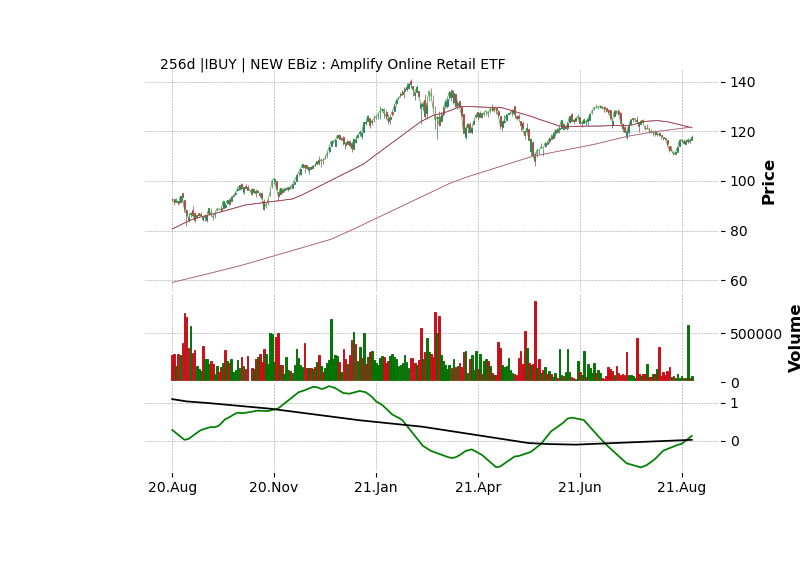 256d |IBUY | NEW EBiz : Amplify Online Retail ETF
140
120
100
80
60
Price
500000
0
Volume
1
0
20.Aug 20.Nov 21.Jan 21.Apr 21.Jun 21.Aug